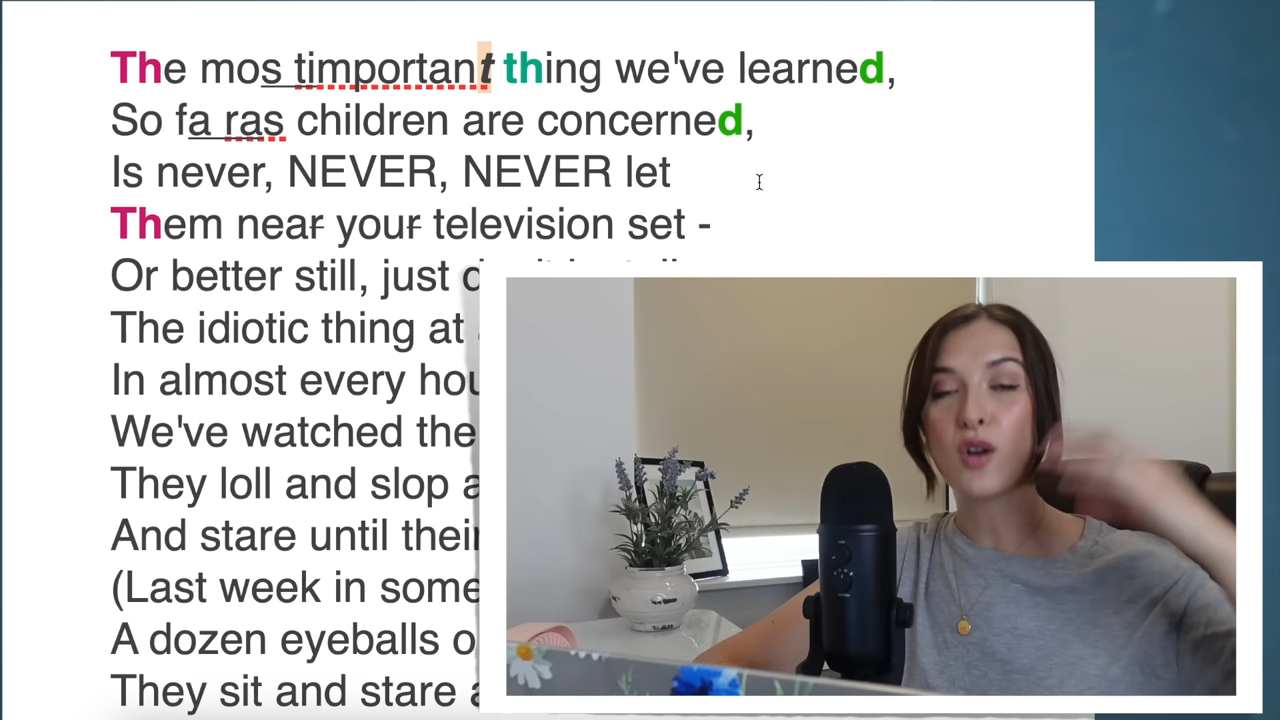 The mos timportant thing we've learned,
So fa ras children are concerned,
Is never, NEVER, NEVER let
Them near your television set -
Or better still, just
The idiotic thing at
In almost every
We've watched the
They loll and slop
And stare until their
(Last week in some
A dozen eyeballs
They sit and stare